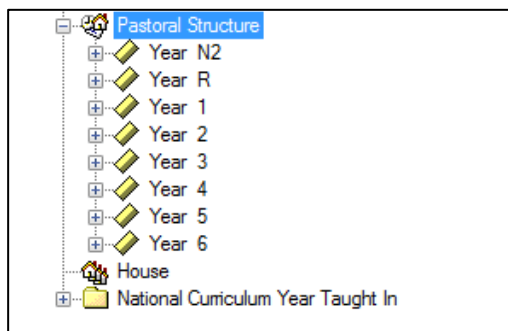 Pastoral Structure
Year N2
Year R
Year 1
Year 2
Year 3
Year 4
Year 5
Year 6
House
National Curriculum Year Taught In